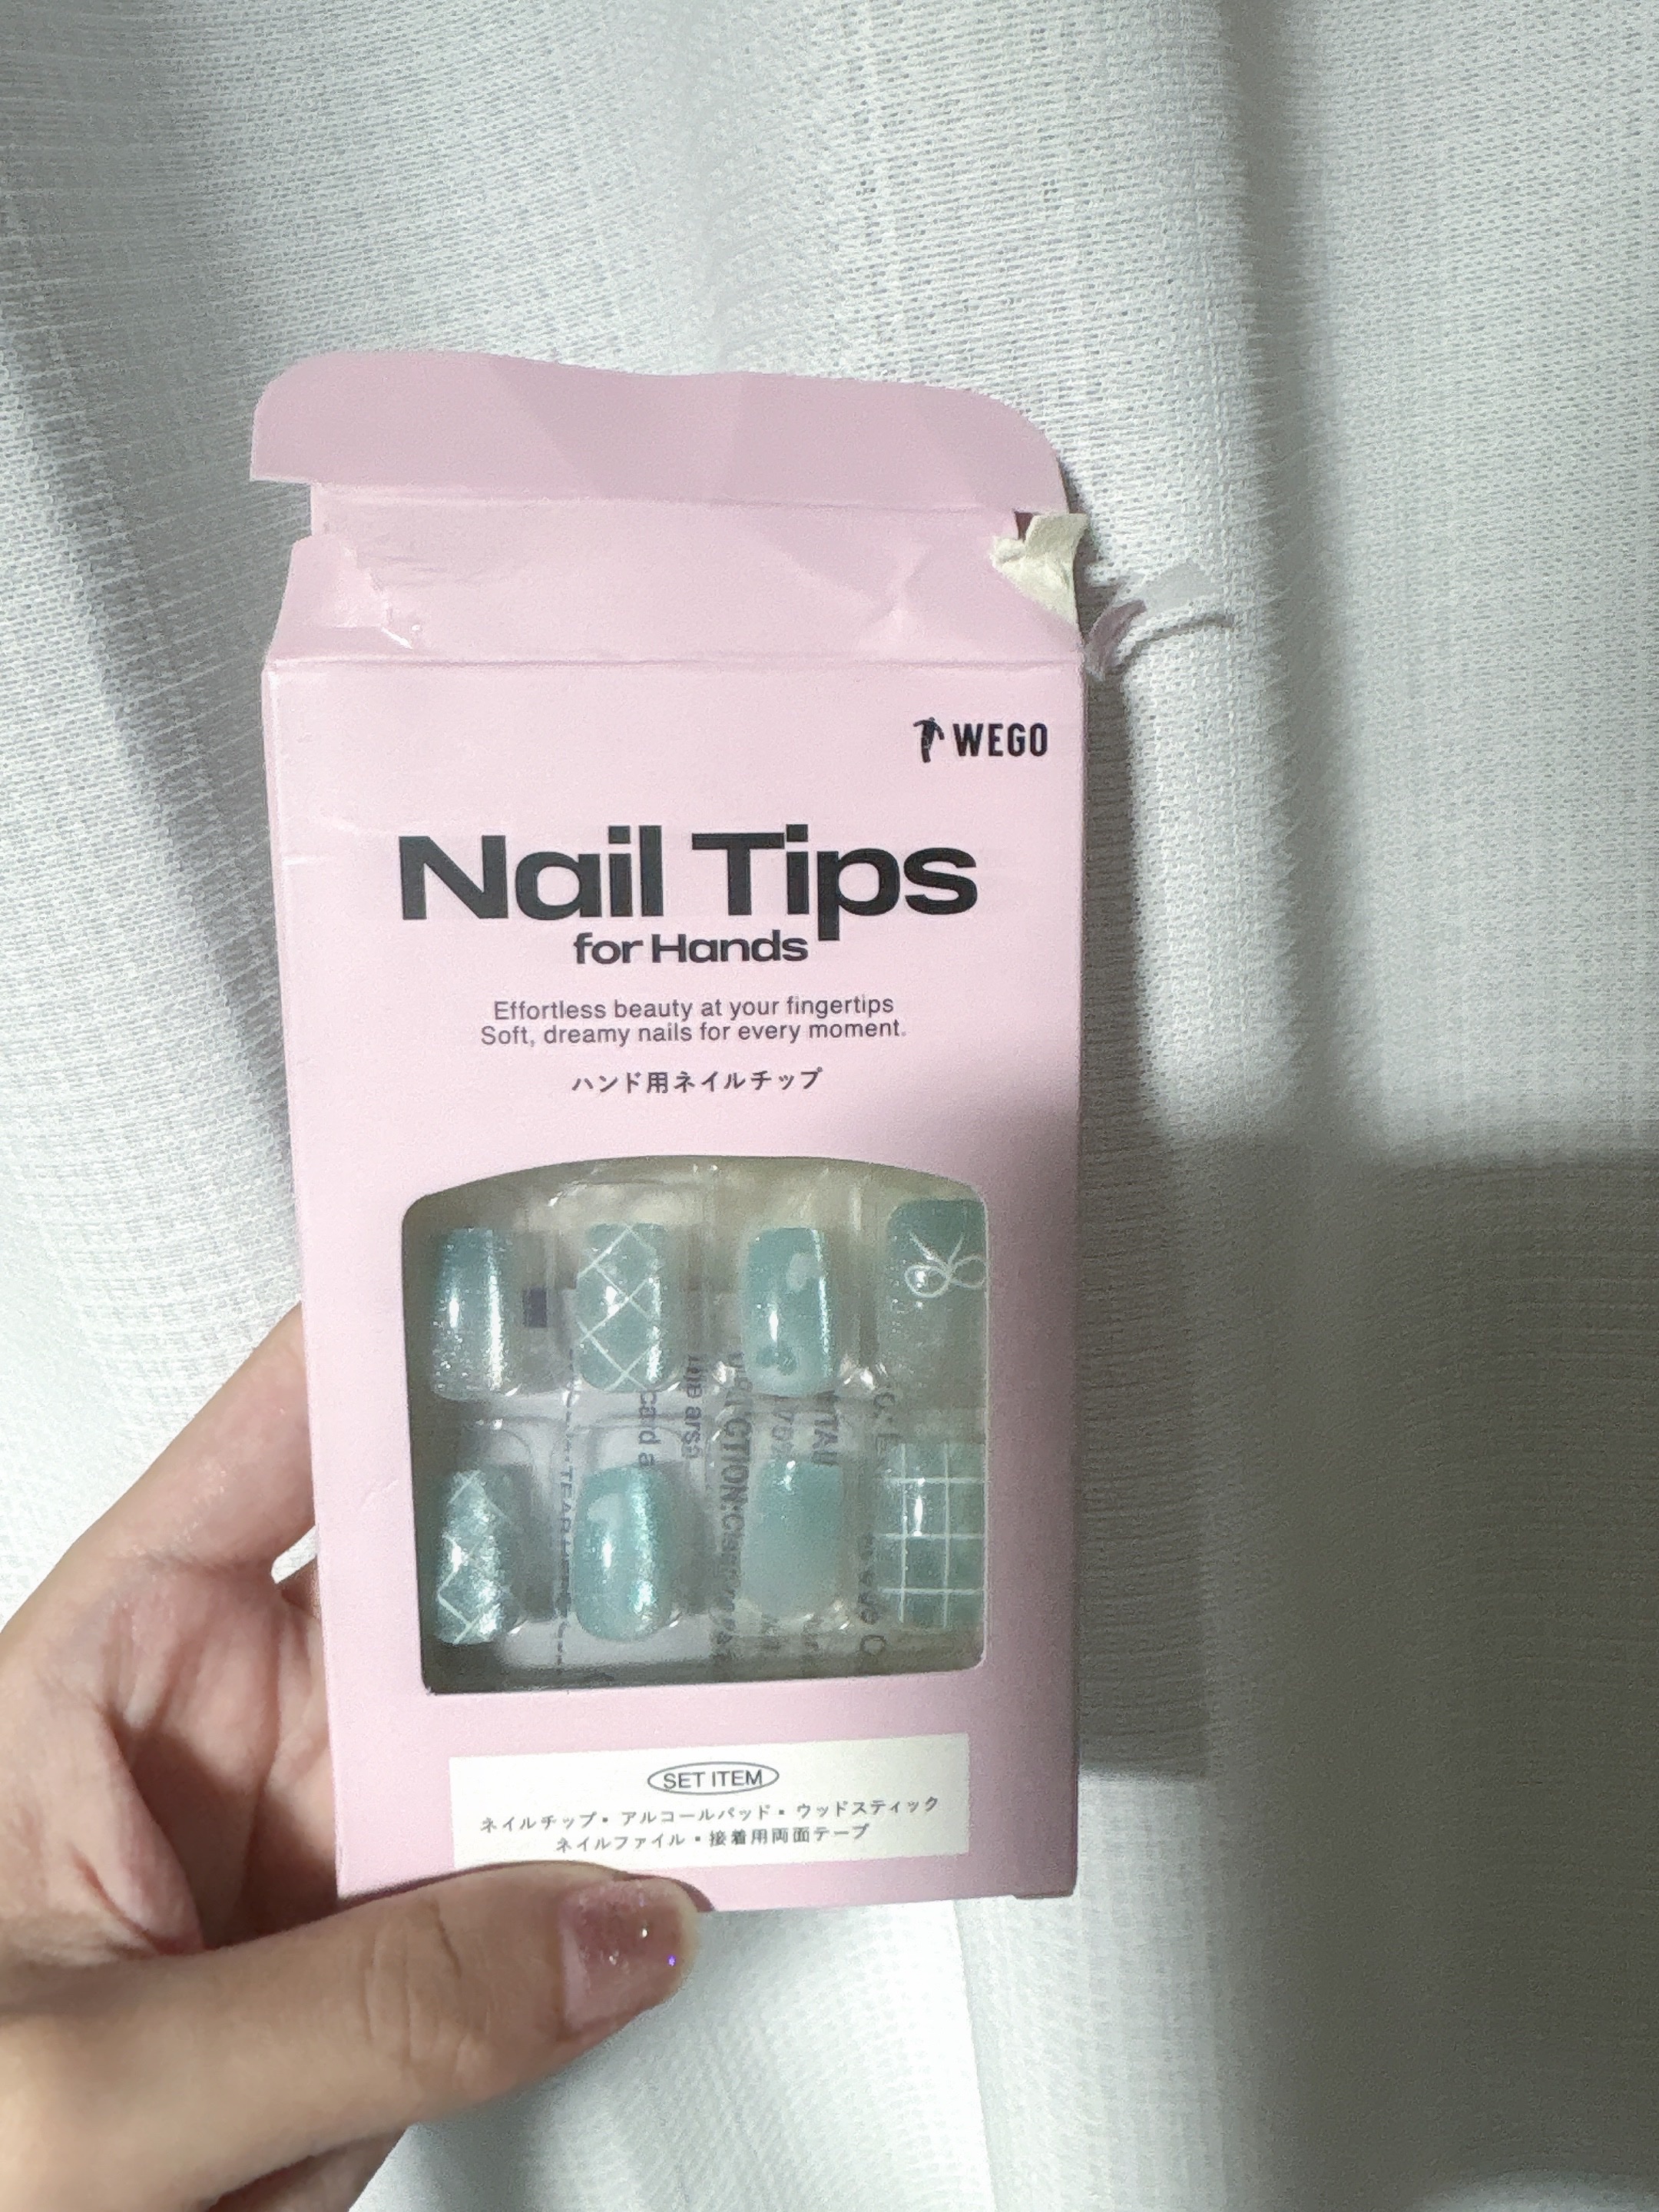 WEGO
Nail Tips
for Hands
Effortless beauty at your fingertips
Soft, dreamy nails for every moment.
ハンド用ネイルチップ
the area
card a
SET ITEM
ネイルチップ・アルコールパッド・ウッドスティック
ネイルファイル・接着用両面テープ